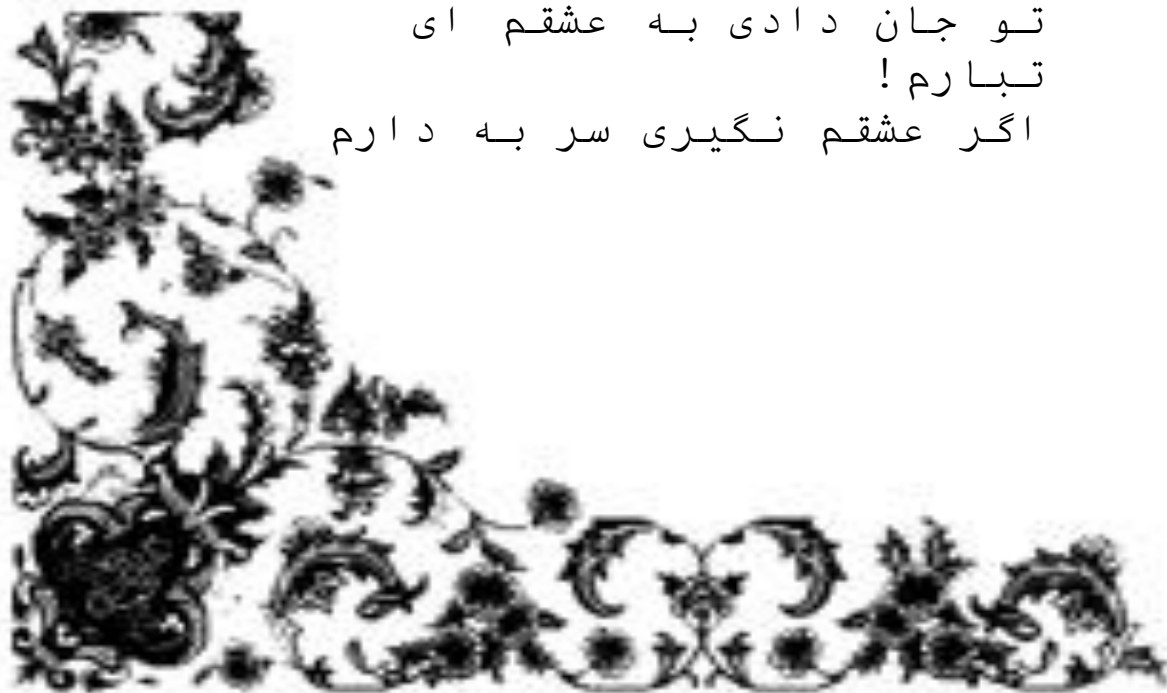 تو جان دادی به عشقم ای
تبارم!
اگر عشقم نگیری سر به دارم